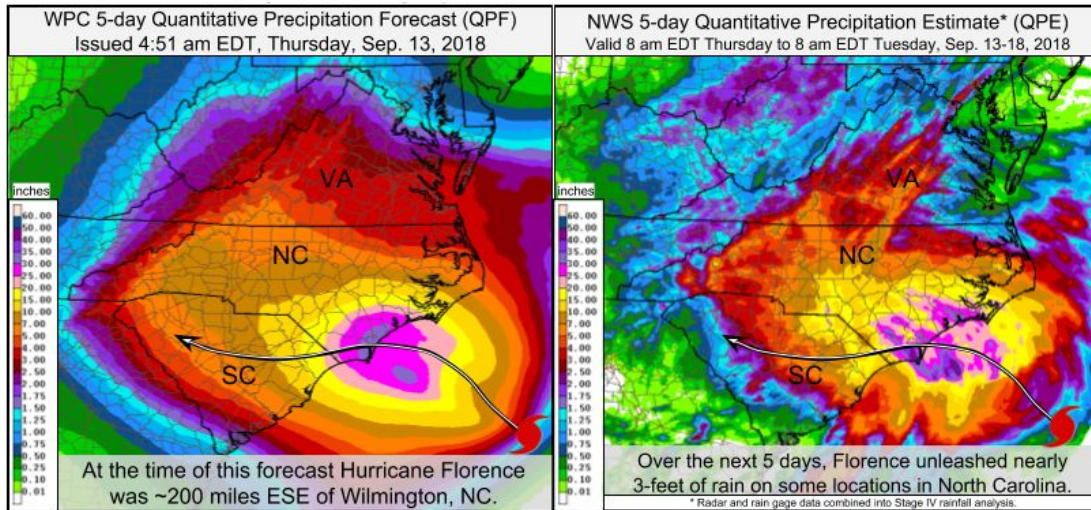 WPC 5-day Quantitative Precipitation Forecast (QPF)
Issued 4:51 am EDT, Thursday, Sep. 13, 2018
inches
60.00
50.00
40.00
35.00
30.00
25.00
20.00
15.00
10.00
7.00
5.00
4.00
3.00
2.50
2.00
1.75
1.50
1.25
1.00
0.75
0.50
0.25
0.10
0.01
VA
NC
SC
At the time of this forecast Hurricane Florence
was ~200 miles ESE of Wilmington, NC.
NWS 5-day Quantitative Precipitation Estimate* (QPE)
Valid 8 am EDT Thursday to 8 am EDT Tuesday, Sep. 13-18, 2018
inches
60.00
50.00
40.00
35.00
30.00
25.00
20.00
15.00
10.00
7.00
5.00
4.00
3.00
2.50
2.00
1.75
1.50
1.25
1.00
0.75
0.50
0.25
0.10
0.01
VA
NC
SC
Over the next 5 days, Florence unleashed nearly
3-feet of rain on some locations in North Carolina.
* Radar and rain gage data combined into Stage IV rainfall analysis.